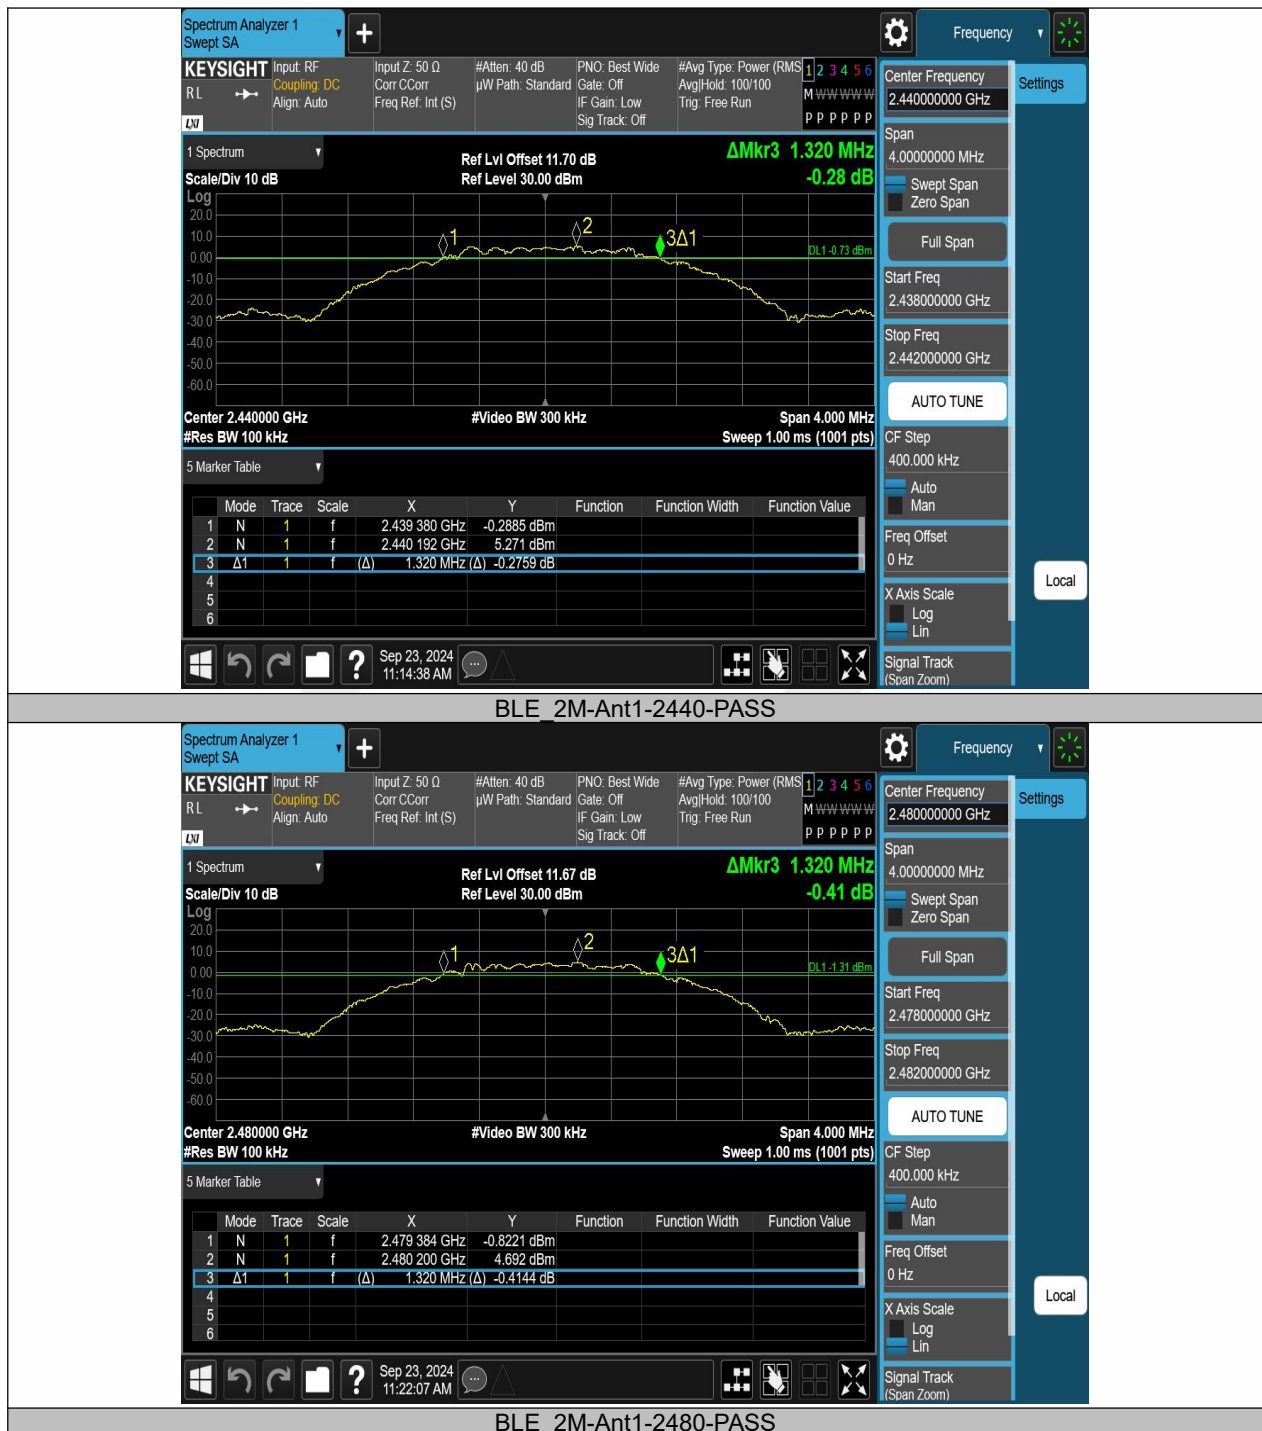 Spectrum Analyzer 1
Swept SA
Frequency
KEYSIGHT
RL
LXI
Input: RF
Coupling: DC
Align: Auto
Input Z: 50 Ω
Corr CCorr
Freq Ref: Int (S)
#Atten: 40 dB
µW Path: Standard
PNO: Best Wide
Gate: Off
IF Gain: Low
Sig Track: Off
#Avg Type: Power (RMS
Avg|Hold: 100/100
Trig: Free Run
1 2 3 4 5 6
M W W W W W
P P P P P P
Center Frequency
2.440000000 GHz
Settings
Span
4.00000000 MHz
Swept Span
Zero Span
Full Span
Start Freq
2.438000000 GHz
Stop Freq
2.442000000 GHz
AUTO TUNE
CF Step
400.000 kHz
Auto
Man
Freq Offset
0 Hz
X Axis Scale
Log
Lin
Signal Track
(Span Zoom)
Local
1 Spectrum
Scale/Div 10 dB
Ref Lvl Offset 11.70 dB
Ref Level 30.00 dBm
ΔMkr3 1.320 MHz
-0.28 dB
Log
20.0
10.0
0.00
-10.0
-20.0
-30.0
-40.0
-50.0
-60.0
1
2
3Δ1
DL1 -0.73 dBm
Center 2.440000 GHz
#Video BW 300 kHz
Span 4.000 MHz
#Res BW 100 kHz
Sweep 1.00 ms (1001 pts)
5 Marker Table
Mode Trace Scale X Y Function Function Width Function Value
1 N 1 f 2.439 380 GHz -0.2885 dBm
2 N 1 f 2.440 192 GHz 5.271 dBm
3 Δ1 1 f (Δ) 1.320 MHz (Δ) -0.2759 dB
4
5
6
?
Sep 23, 2024
11:14:38 AM
BLE_2M-Ant1-2440-PASS
Spectrum Analyzer 1
Swept SA
Frequency
KEYSIGHT
RL
LXI
Input: RF
Coupling: DC
Align: Auto
Input Z: 50 Ω
Corr CCorr
Freq Ref: Int (S)
#Atten: 40 dB
µW Path: Standard
PNO: Best Wide
Gate: Off
IF Gain: Low
Sig Track: Off
#Avg Type: Power (RMS
Avg|Hold: 100/100
Trig: Free Run
1 2 3 4 5 6
M W W W W W
P P P P P P
Center Frequency
2.480000000 GHz
Settings
Span
4.00000000 MHz
Swept Span
Zero Span
Full Span
Start Freq
2.478000000 GHz
Stop Freq
2.482000000 GHz
AUTO TUNE
CF Step
400.000 kHz
Auto
Man
Freq Offset
0 Hz
X Axis Scale
Log
Lin
Signal Track
(Span Zoom)
Local
1 Spectrum
Scale/Div 10 dB
Ref Lvl Offset 11.67 dB
Ref Level 30.00 dBm
ΔMkr3 1.320 MHz
-0.41 dB
Log
20.0
10.0
0.00
-10.0
-20.0
-30.0
-40.0
-50.0
-60.0
1
2
3Δ1
DL1 -1.31 dBm
Center 2.480000 GHz
#Video BW 300 kHz
Span 4.000 MHz
#Res BW 100 kHz
Sweep 1.00 ms (1001 pts)
5 Marker Table
Mode Trace Scale X Y Function Function Width Function Value
1 N 1 f 2.479 384 GHz -0.8221 dBm
2 N 1 f 2.480 200 GHz 4.692 dBm
3 Δ1 1 f (Δ) 1.320 MHz (Δ) -0.4144 dB
4
5
6
?
Sep 23, 2024
11:22:07 AM
BLE_2M-Ant1-2480-PASS